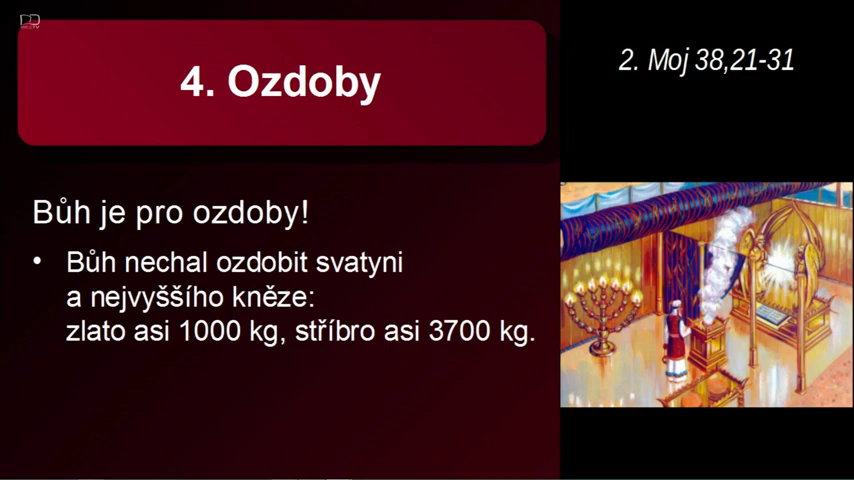 4. Ozdoby
2. Moj 38,21-31
Bůh je pro ozdoby!
• Bůh nechal ozdobit svatyni
a nejvyššího kněze:
zlato asi 1000 kg, stříbro asi 3700 kg.